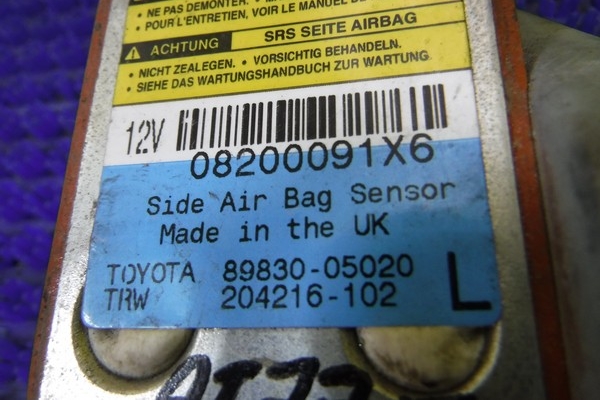 • NE PAS DEMONTER.
• POUR L'ENTRETIEN, VOIR LE MANUEL DE
ACHTUNG SRS SEITE AIRBAG
• NICHT ZEALEGEN. • VORSICHTIG BEHANDELN.
• SIEHE DAS WARTUNGSHANDBUCH ZUR WARTUNG
12V
08200091X6
Side Air Bag Sensor
Made in the UK
TOYOTA 89830-05020
TRW 204216-102 L